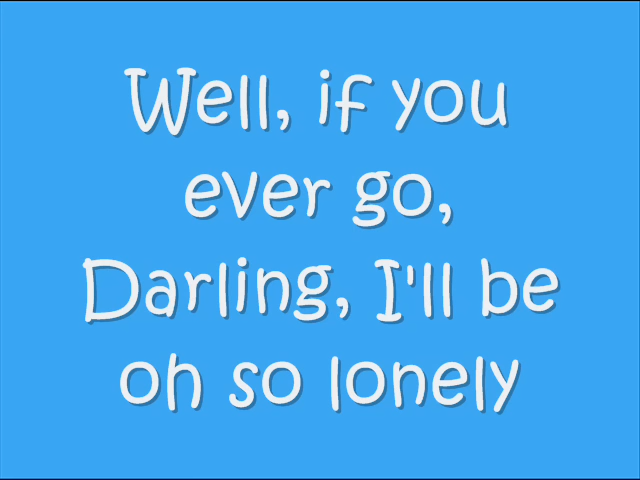 Well, if you
ever go,
Darling, I'll be
oh so lonely